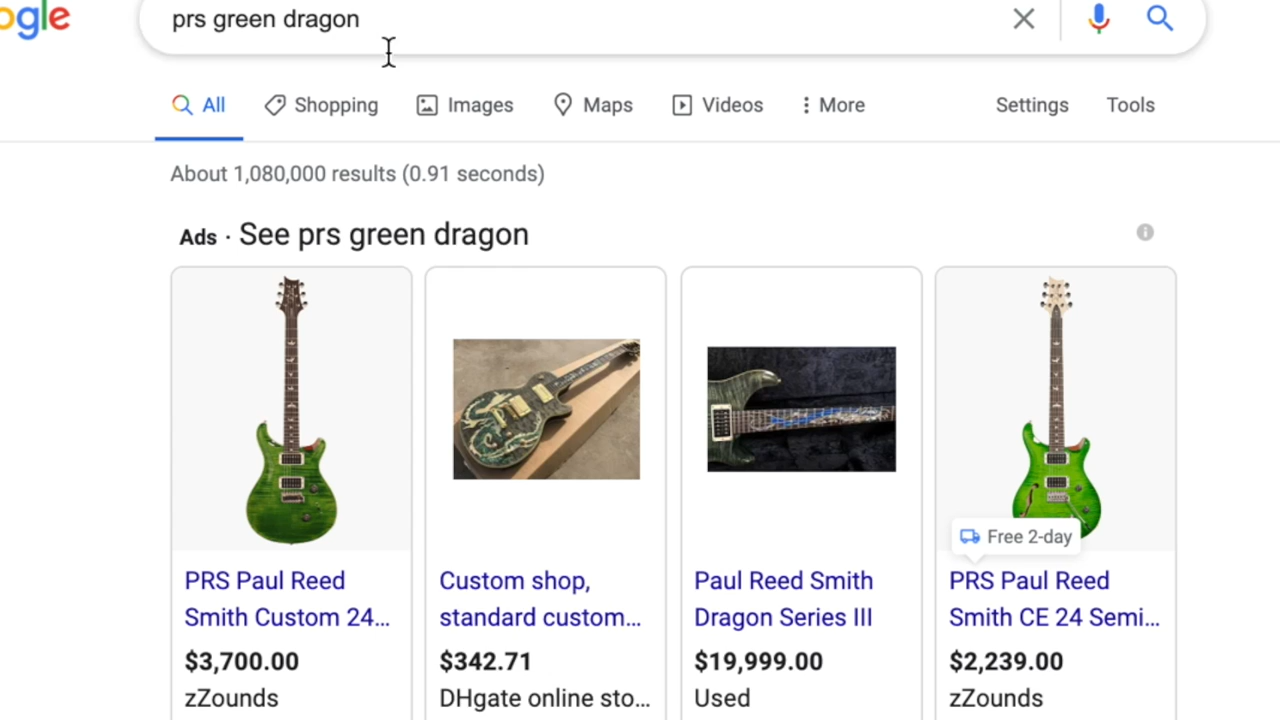 ogle
prs green dragon
All Shopping Images Maps Videos More Settings Tools
About 1,080,000 results (0.91 seconds)
Ads · See prs green dragon
Free 2-day
PRS Paul Reed Smith Custom 24...
$3,700.00
zZounds
Custom shop, standard custom...
$342.71
DHgate online sto...
Paul Reed Smith Dragon Series III
$19,999.00
Used
PRS Paul Reed Smith CE 24 Semi...
$2,239.00
zZounds